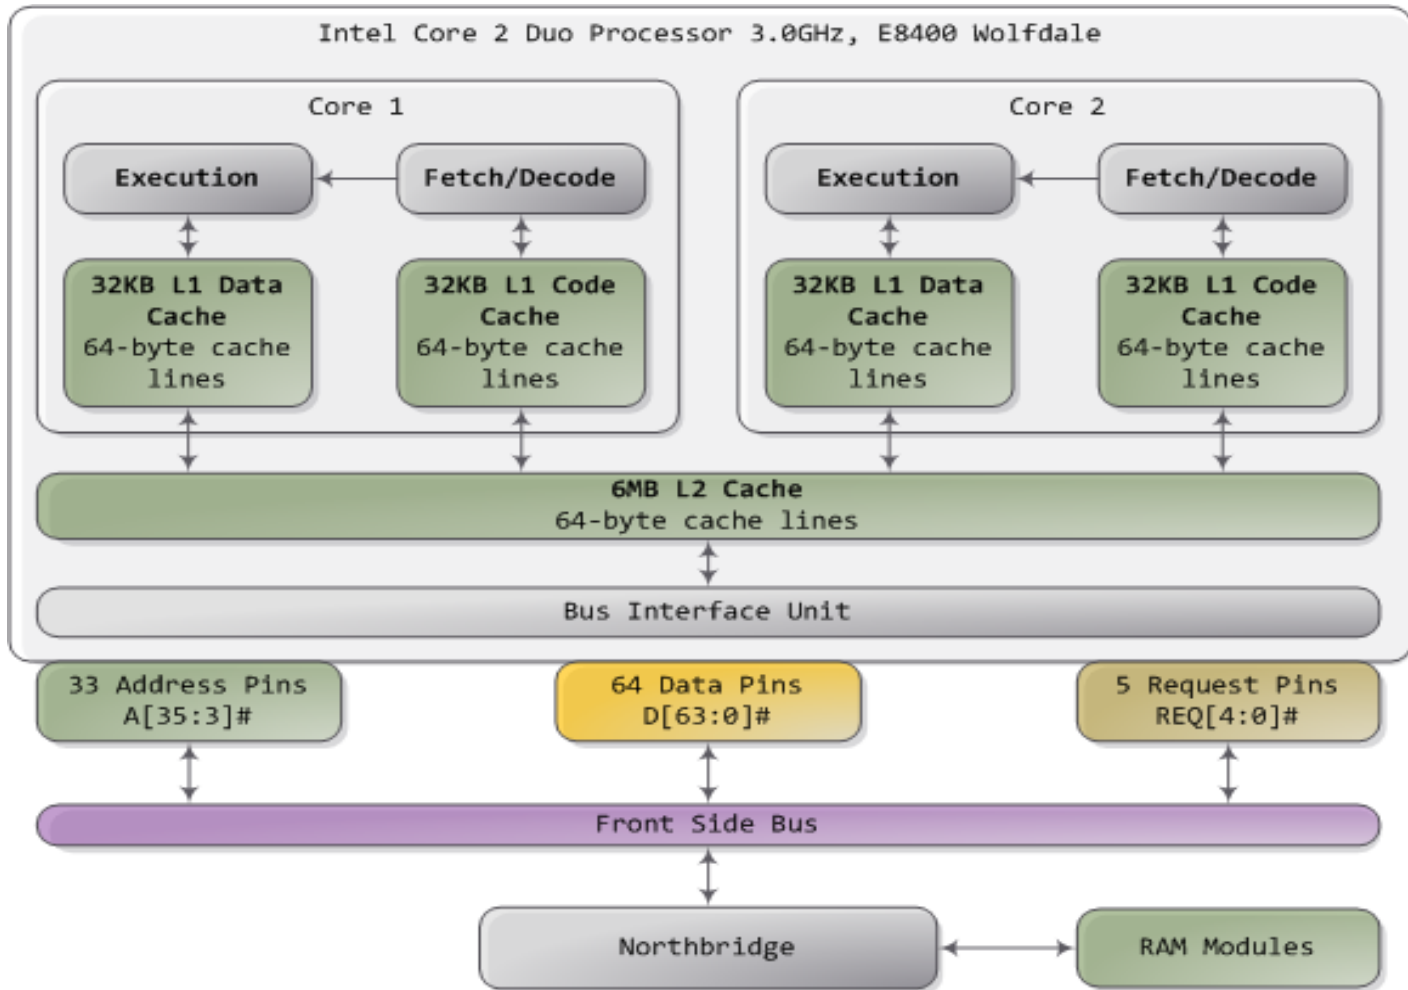 Intel Core 2 Duo Processor 3.0GHz, E8400 Wolfdale
Core 1
Execution
Fetch/Decode
32KB L1 Data
Cache
64-byte cache
lines
32KB L1 Code
Cache
64-byte cache
lines
Core 2
Execution
Fetch/Decode
32KB L1 Data
Cache
64-byte cache
lines
32KB L1 Code
Cache
64-byte cache
lines
6MB L2 Cache
64-byte cache lines
Bus Interface Unit
33 Address Pins
A[35:3]#
64 Data Pins
D[63:0]#
5 Request Pins
REQ[4:0]#
Front Side Bus
Northbridge
RAM Modules